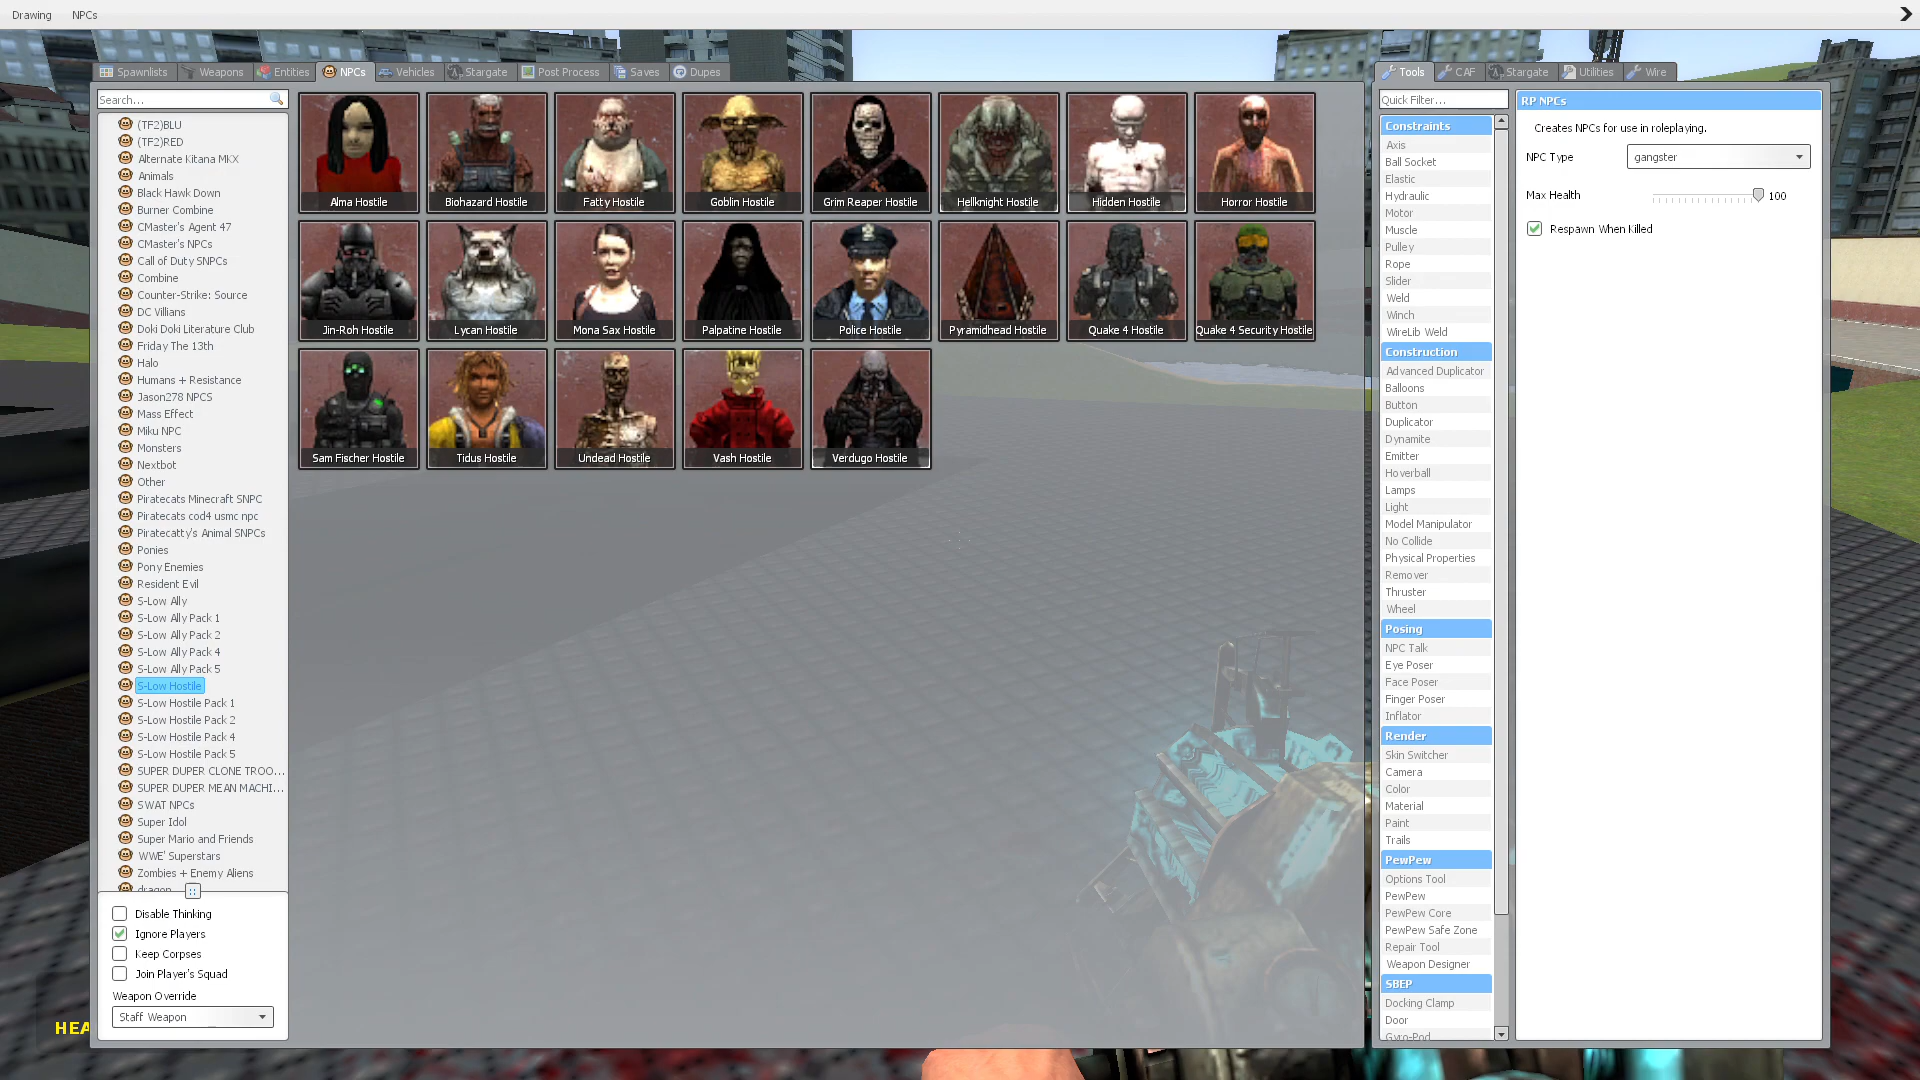 Drawing NPCs
Spawnlists Weapons Entities NPCs Vehicles Stargate Post Process Saves Dupes
Search...
(TF2)BLU
(TF2)RED
Alternate Kitana MKX
Animals
Black Hawk Down
Burner Combine
CMaster's Agent 47
CMaster's NPCs
Call of Duty SNPCs
Combine
Counter-Strike: Source
DC Villians
Doki Doki Literature Club
Friday The 13th
Halo
Humans + Resistance
Jason278 NPCS
Mass Effect
Miku NPC
Monsters
Nextbot
Other
Piratecats Minecraft SNPC
Piratecats cod4 usmc npc
Piratecatty's Animal SNPCs
Ponies
Pony Enemies
Resident Evil
S-Low Ally
S-Low Ally Pack 1
S-Low Ally Pack 2
S-Low Ally Pack 4
S-Low Ally Pack 5
S-Low Hostile
S-Low Hostile Pack 1
S-Low Hostile Pack 2
S-Low Hostile Pack 4
S-Low Hostile Pack 5
SUPER DUPER CLONE TROO...
SUPER DUPER MEAN MACHI...
SWAT NPCs
Super Idol
Super Mario and Friends
WWE' Superstars
Zombies + Enemy Aliens
dragon
Disable Thinking
Ignore Players
Keep Corpses
Join Player's Squad
Weapon Override
Staff Weapon
HEA
Alma Hostile Biohazard Hostile Fatty Hostile Goblin Hostile Grim Reaper Hostile Hellknight Hostile Hidden Hostile Horror Hostile
Jin-Roh Hostile Lycan Hostile Mona Sax Hostile Palpatine Hostile Police Hostile Pyramidhead Hostile Quake 4 Hostile Quake 4 Security Hostile
Sam Fischer Hostile Tidus Hostile Undead Hostile Vash Hostile Verdugo Hostile
Tools CAF Stargate Utilities Wire
Quick Filter...
Constraints
Axis
Ball Socket
Elastic
Hydraulic
Motor
Muscle
Pulley
Rope
Slider
Weld
Winch
WireLib Weld
Construction
Advanced Duplicator
Balloons
Button
Duplicator
Dynamite
Emitter
Hoverball
Lamps
Light
Model Manipulator
No Collide
Physical Properties
Remover
Thruster
Wheel
Posing
NPC Talk
Eye Poser
Face Poser
Finger Poser
Inflator
Render
Skin Switcher
Camera
Color
Material
Paint
Trails
PewPew
Options Tool
PewPew
PewPew Core
PewPew Safe Zone
Repair Tool
Weapon Designer
SBEP
Docking Clamp
Door
Gyro-Pod
RP NPCs
Creates NPCs for use in roleplaying.
NPC Type gangster
Max Health 100
Respawn When Killed